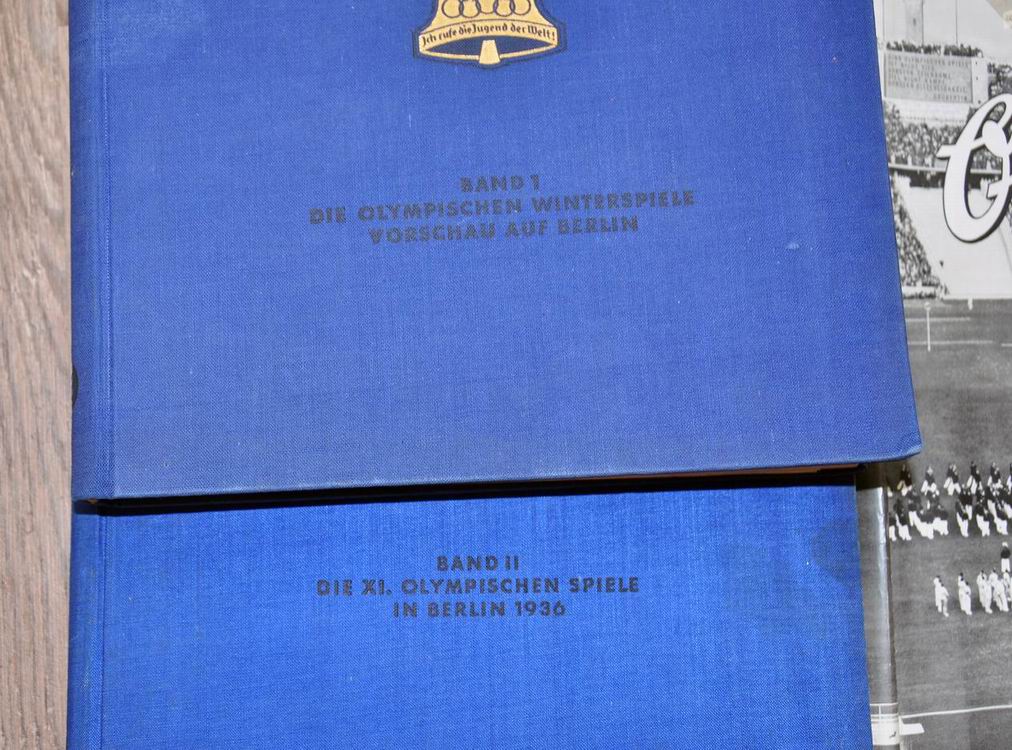 Ich rufe die Jugend der Welt!
BAND 1
DIE OLYMPISCHEN WINTERSPIELE
VORSCHAU AUF BERLIN
BAND II
DIE XI. OLYMPISCHEN SPIELE
IN BERLIN 1936